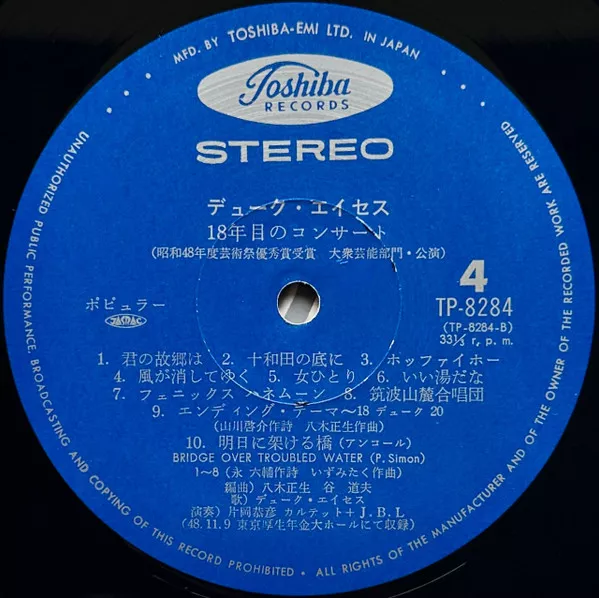 MFD. BY TOSHIBA-EMI LTD. IN JAPAN
Toshiba
RECORDS
STEREO
デューク・エイセス
18年目のコンサート
(昭和48年度芸術祭優秀賞受賞 大衆芸能部門・公演)
ポピュラー
JASRAC
4
TP-8284
(TP-8284-B)
33⅓ r. p. m.
1. 君の故郷は 2. 十和田の底に 3. ホッファイホー
4. 風が消してゆく 5. 女ひとり 6. いい湯だな
7. フェニックス ハネムーン 8. 筑波山麓合唱団
9. エンディング・テーマ〜18 デューク 20
(山川啓介作詩 八木正生作曲)
10. 明日に架ける橋 (アンコール)
BRIDGE OVER TROUBLED WATER (P. Simon)
1〜8 (永 六輔作詩 いずみたく作曲)
編曲) 八木正生 谷 道夫
歌) デューク・エイセス
演奏) 片岡恭彦 カルテット+J.B.L
(48.11.9 東京厚生年金大ホールにて収録)
UNAUTHORIZED PUBLIC PERFORMANCE, BROADCASTING AND COPYING OF THIS RECORD PROHIBITED • ALL RIGHTS OF THE MANUFACTURER AND OF THE OWNER OF THE RECORDED WORK ARE RESERVED